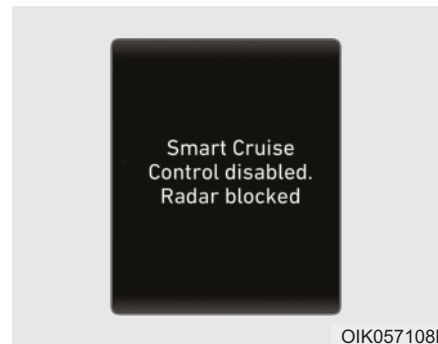 Smart Cruise
Control disabled.
Radar blocked
OIK057108